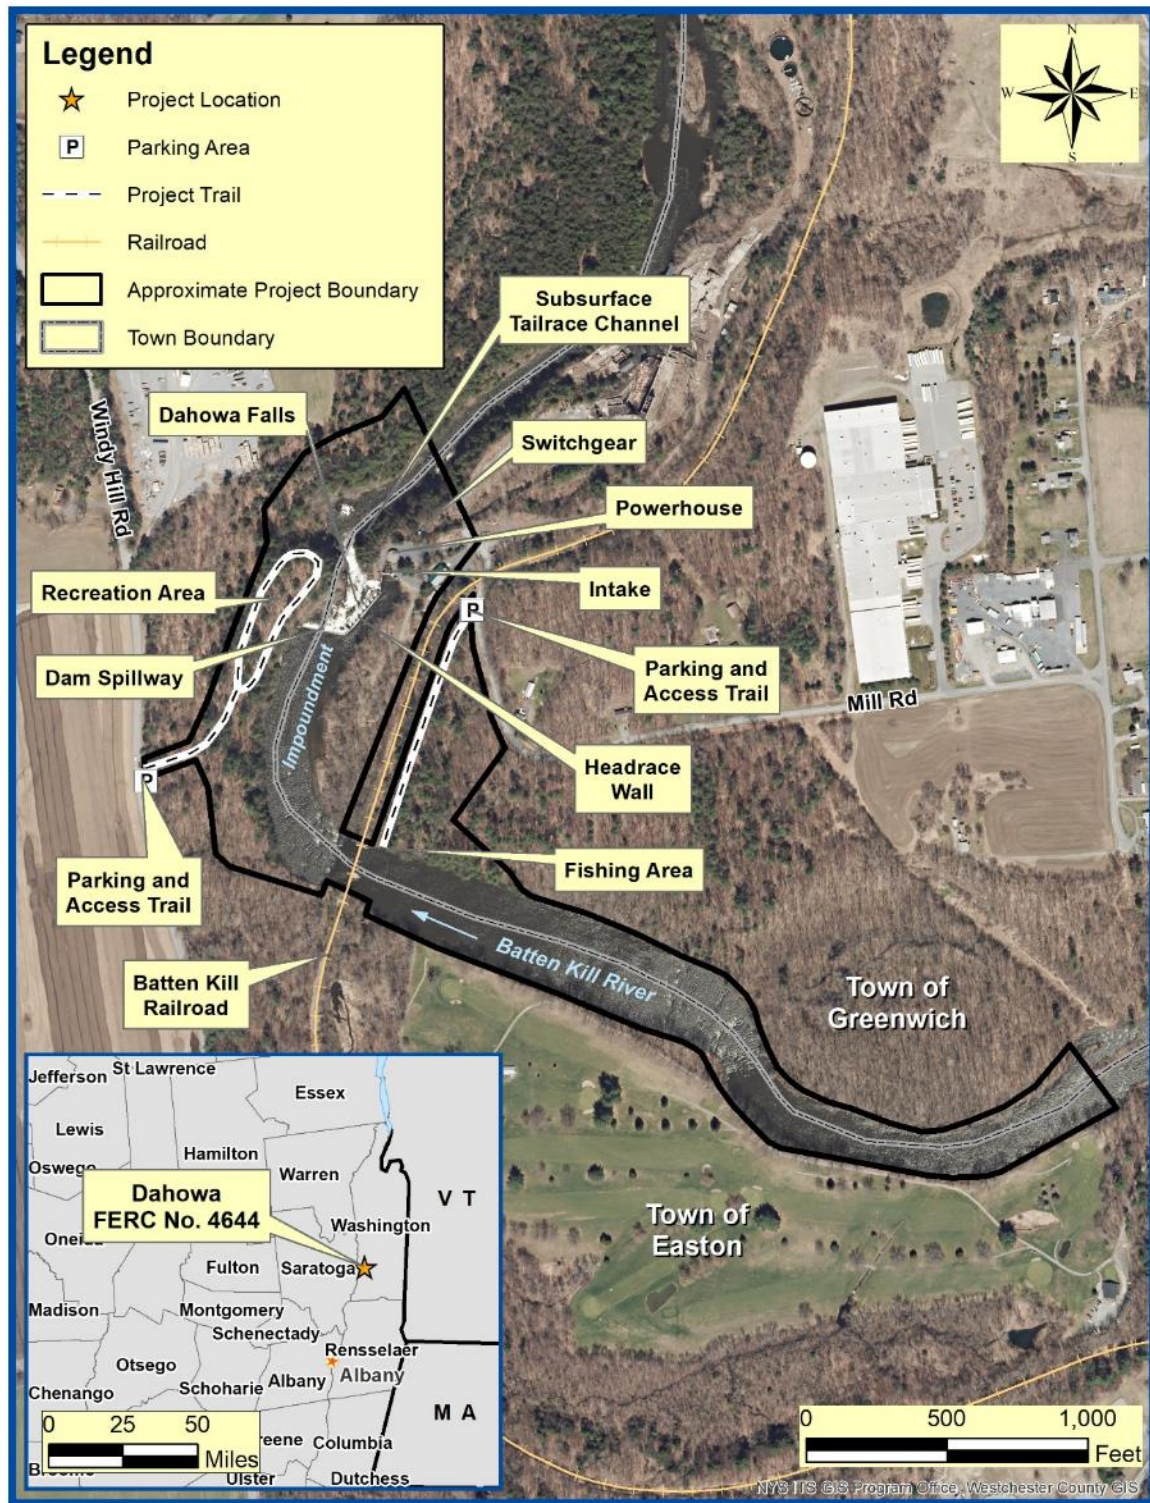 Legend
Project Location
P
Parking Area
Project Trail
Railroad
Approximate Project Boundary
Town Boundary
N
W
E
S
Subsurface
Tailrace Channel
Dahowa Falls
Switchgear
Windy Hill Rd
Powerhouse
Recreation Area
Intake
P
Dam Spillway
Impoundment
Parking and
Access Trail
Mill Rd
Headrace
Wall
P
Fishing Area
Parking and
Access Trail
Batten Kill River
Batten Kill
Railroad
Town of
Greenwich
Town of
Easton
Jefferson
St Lawrence
Essex
Lewis
Hamilton
Oswego
Warren
Dahowa
FERC No. 4644
V T
Washington
Fulton
Saratoga
Madison
Montgomery
Schenectady
Rensselaer
Otsego
Albany
Albany
Schoharie
Chenango
M A
0 25 50
Miles
Columbia
Ulster
Dutchess
0 500 1,000
Feet
NYS ITS GIS Program Office, Westchester County GIS